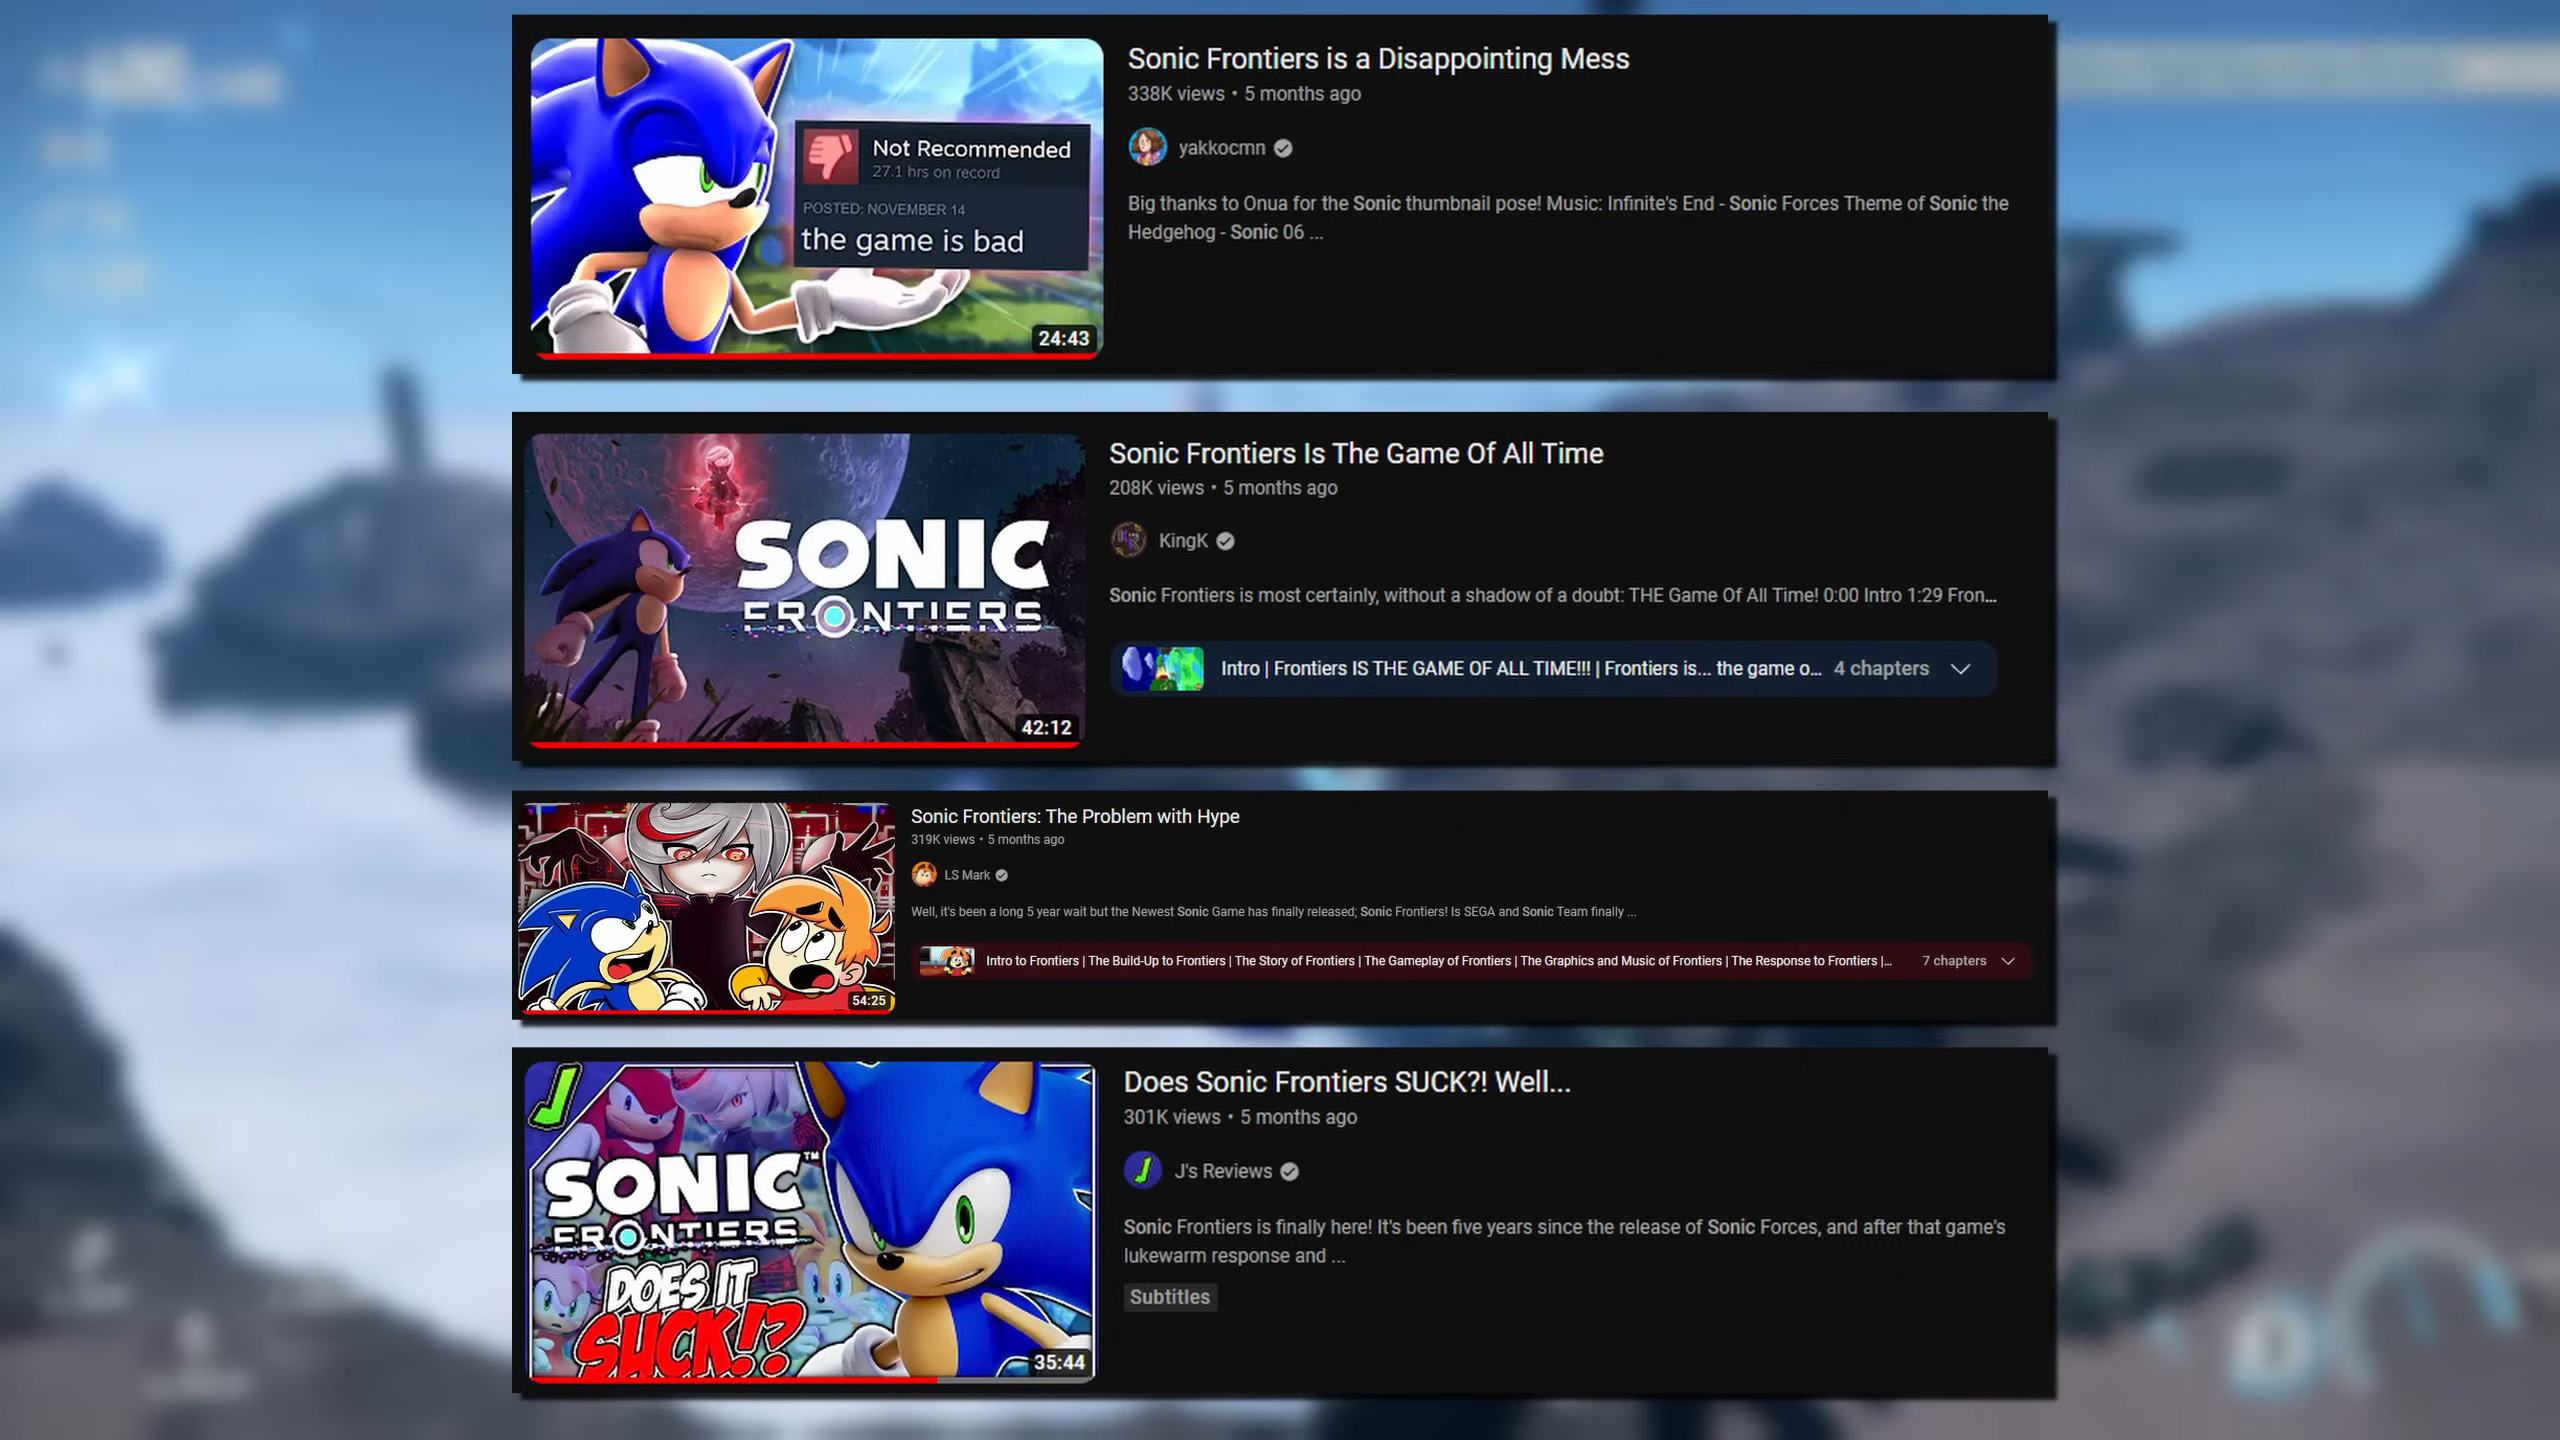 Sonic Frontiers is a Disappointing Mess
338K views • 5 months ago
yakkocmn
Big thanks to Onua for the Sonic thumbnail pose! Music: Infinite's End - Sonic Forces Theme of Sonic the
Hedgehog - Sonic 06 ...
Not Recommended
27.1 hrs on record
POSTED: NOVEMBER 14
the game is bad
24:43
Sonic Frontiers Is The Game Of All Time
208K views • 5 months ago
KingK
Sonic Frontiers is most certainly, without a shadow of a doubt: THE Game Of All Time! 0:00 Intro 1:29 Fron...
Intro | Frontiers IS THE GAME OF ALL TIME!!! | Frontiers is... the game o... 4 chapters
SONIC
FRONTIERS
42:12
Sonic Frontiers: The Problem with Hype
319K views • 5 months ago
LS Mark
Well, it's been a long 5 year wait but the Newest Sonic Game has finally released; Sonic Frontiers! Is SEGA and Sonic Team finally ...
Intro to Frontiers | The Build-Up to Frontiers | The Story of Frontiers | The Gameplay of Frontiers | The Graphics and Music of Frontiers | The Response to Frontiers |... 7 chapters
54:25
Does Sonic Frontiers SUCK?! Well...
301K views • 5 months ago
J's Reviews
Sonic Frontiers is finally here! It's been five years since the release of Sonic Forces, and after that game's
lukewarm response and ...
Subtitles
J
SONIC™
FRONTIERS
DOES IT
SUCK!?
35:44